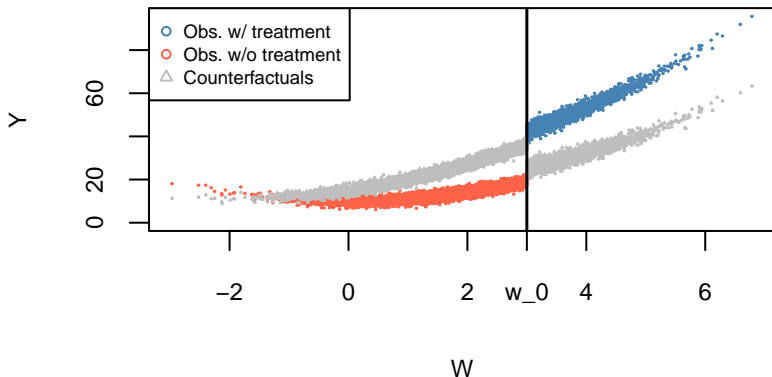 Obs. w/ treatment
Obs. w/o treatment
Counterfactuals
Y
60
20
0
−2 0 2 w_0 4 6
W